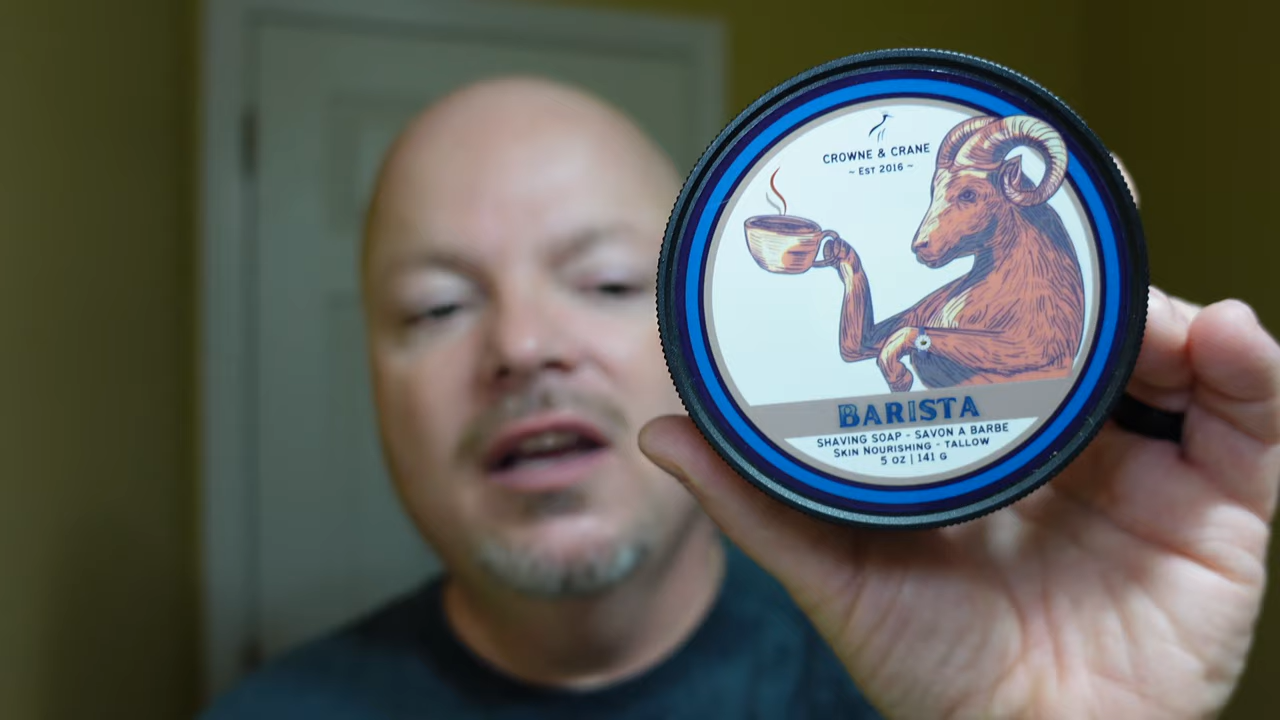 CROWNE & CRANE
~ EST 2016 ~
BARISTA
SHAVING SOAP - SAVON A BARBE
SKIN NOURISHING - TALLOW
5 OZ | 141 G